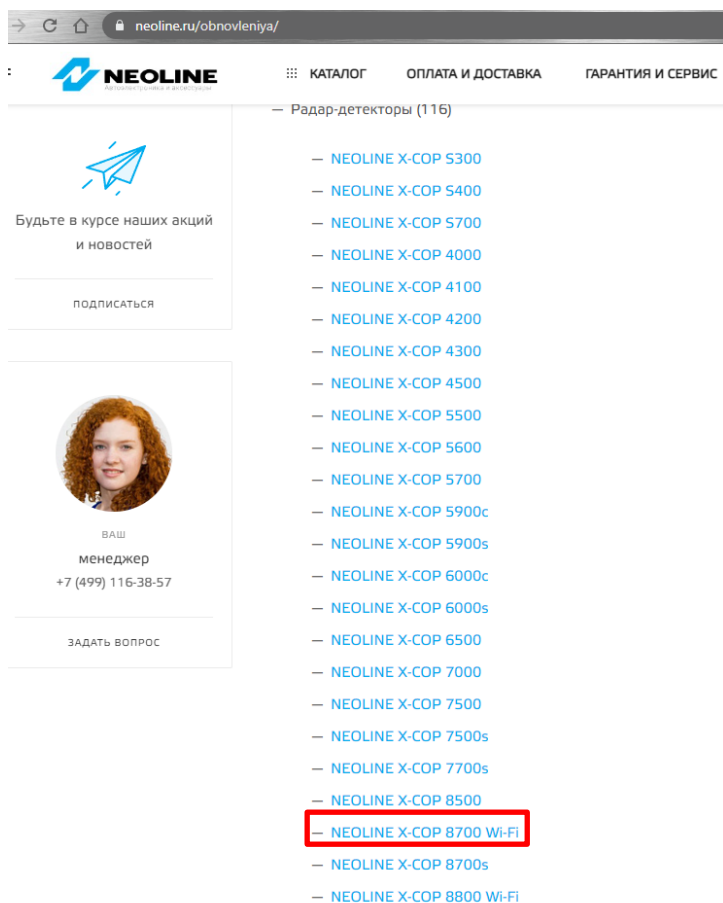 neoline.ru/obnovleniya/
NEOLINE
Автоэлектроника и аксессуары
КАТАЛОГ
ОПЛАТА И ДОСТАВКА
ГАРАНТИЯ И СЕРВИС
Будьте в курсе наших акций
и новостей
ПОДПИСАТЬСЯ
ВАШ
менеджер
+7 (499) 116-38-57
ЗАДАТЬ ВОПРОС
— Радар-детекторы (116)
— NEOLINE X-COP S300
— NEOLINE X-COP S400
— NEOLINE X-COP S700
— NEOLINE X-COP 4000
— NEOLINE X-COP 4100
— NEOLINE X-COP 4200
— NEOLINE X-COP 4300
— NEOLINE X-COP 4500
— NEOLINE X-COP 5500
— NEOLINE X-COP 5600
— NEOLINE X-COP 5700
— NEOLINE X-COP 5900c
— NEOLINE X-COP 5900s
— NEOLINE X-COP 6000c
— NEOLINE X-COP 6000s
— NEOLINE X-COP 6500
— NEOLINE X-COP 7000
— NEOLINE X-COP 7500
— NEOLINE X-COP 7500s
— NEOLINE X-COP 7700s
— NEOLINE X-COP 8500
— NEOLINE X-COP 8700 Wi-Fi
— NEOLINE X-COP 8700s
— NEOLINE X-COP 8800 Wi-Fi